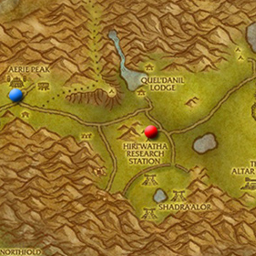 AERIE PEAK
QUEL'DANIL
LODGE
HIRI'WATHA
RESEARCH
STATION
ALTAR
SHADRA'ALOR
NORTHFOLD